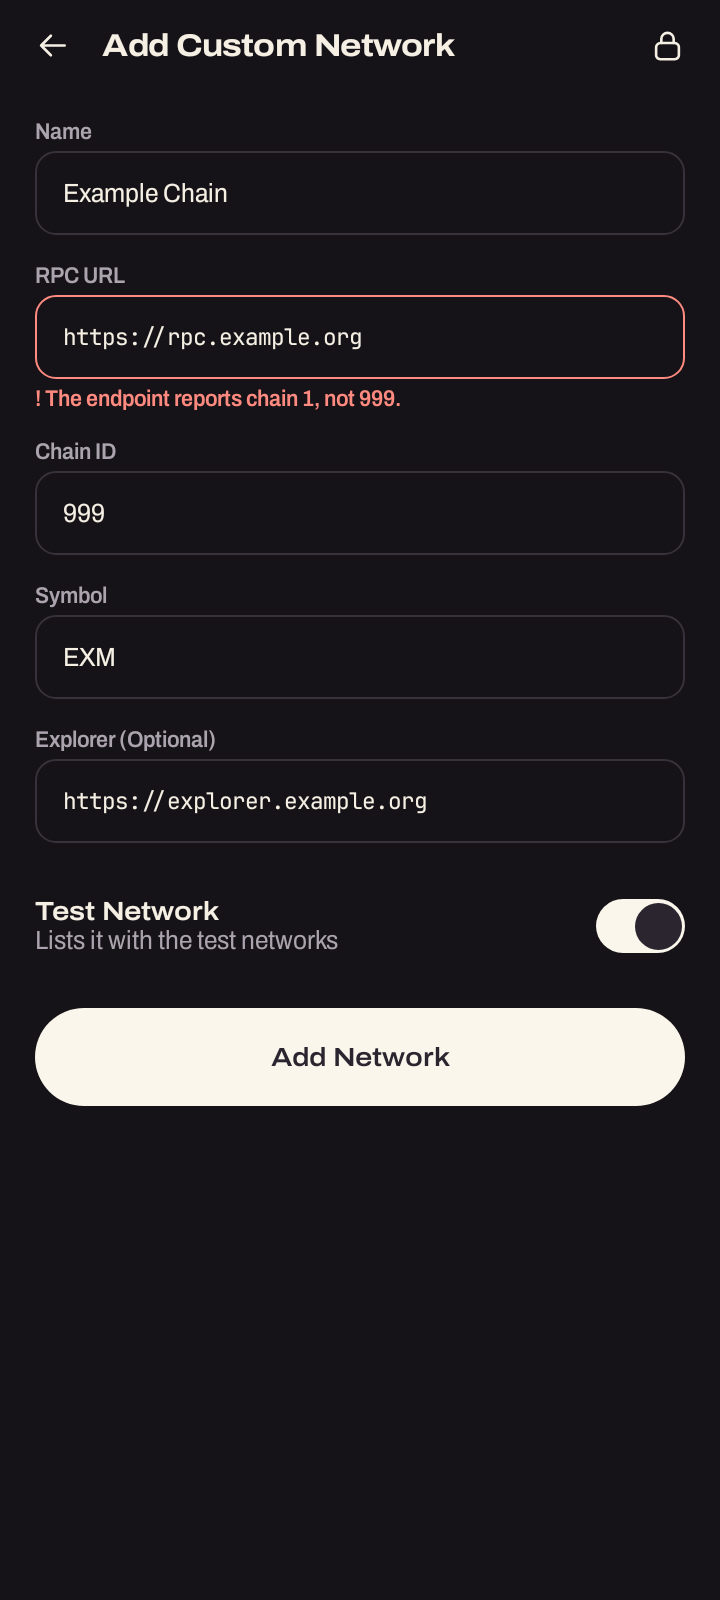 Add Custom Network
Name
Example Chain
RPC URL
https://rpc.example.org
! The endpoint reports chain 1, not 999.
Chain ID
999
Symbol
EXM
Explorer (Optional)
https://explorer.example.org
Test Network
Lists it with the test networks
Add Network